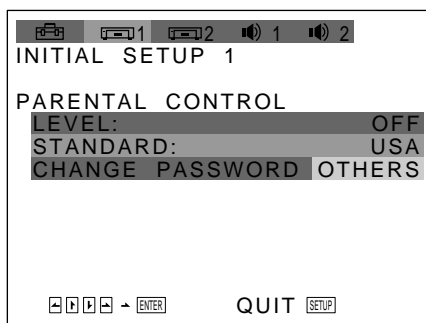 1 2 1 2
INITIAL SETUP 1
PARENTAL CONTROL
LEVEL: OFF
STANDARD: USA
CHANGE PASSWORD OTHERS
ENTER QUIT SETUP